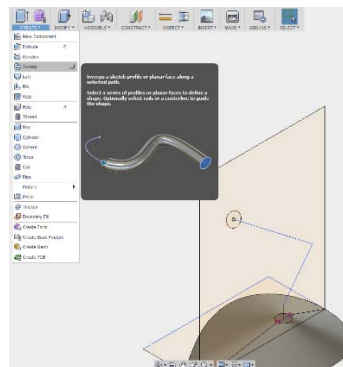 CREATE▾ MODIFY▾ ASSEMBLE▾ CONSTRUCT▾ INSPECT▾ INSERT▾ MAKE▾ ADD-INS▾ SELECT▾
New Component
Extrude E
Revolve
Sweep
Loft
Rib
Web
Hole H
Thread
Box
Cylinder
Sphere
Torus
Coil
Pipe
Pattern
Mirror
Thicken
Boundary Fill
Create Form
Create Base Feature
Create Mesh
Create PCB
Sweeps a sketch profile or planar face along a
selected path.
Select a series of profiles or planar faces to define a
shape. Optionally select rails or a centerline to guide
the shape.